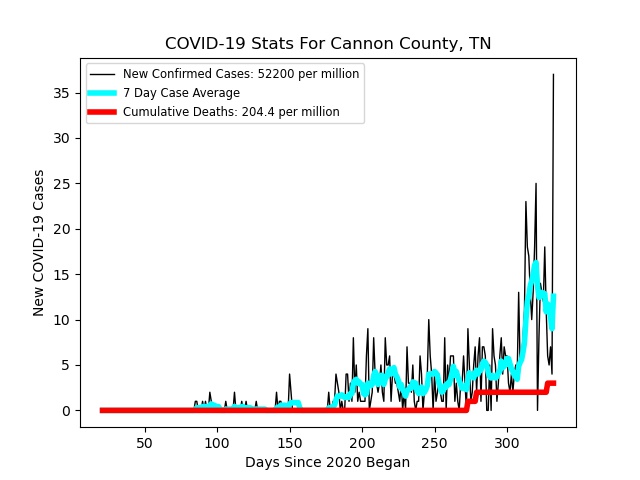 COVID-19 Stats For Cannon County, TN
New Confirmed Cases: 52200 per million
7 Day Case Average
Cumulative Deaths: 204.4 per million
New COVID-19 Cases
35
30
25
20
15
10
5
0
50 100 150 200 250 300
Days Since 2020 Began